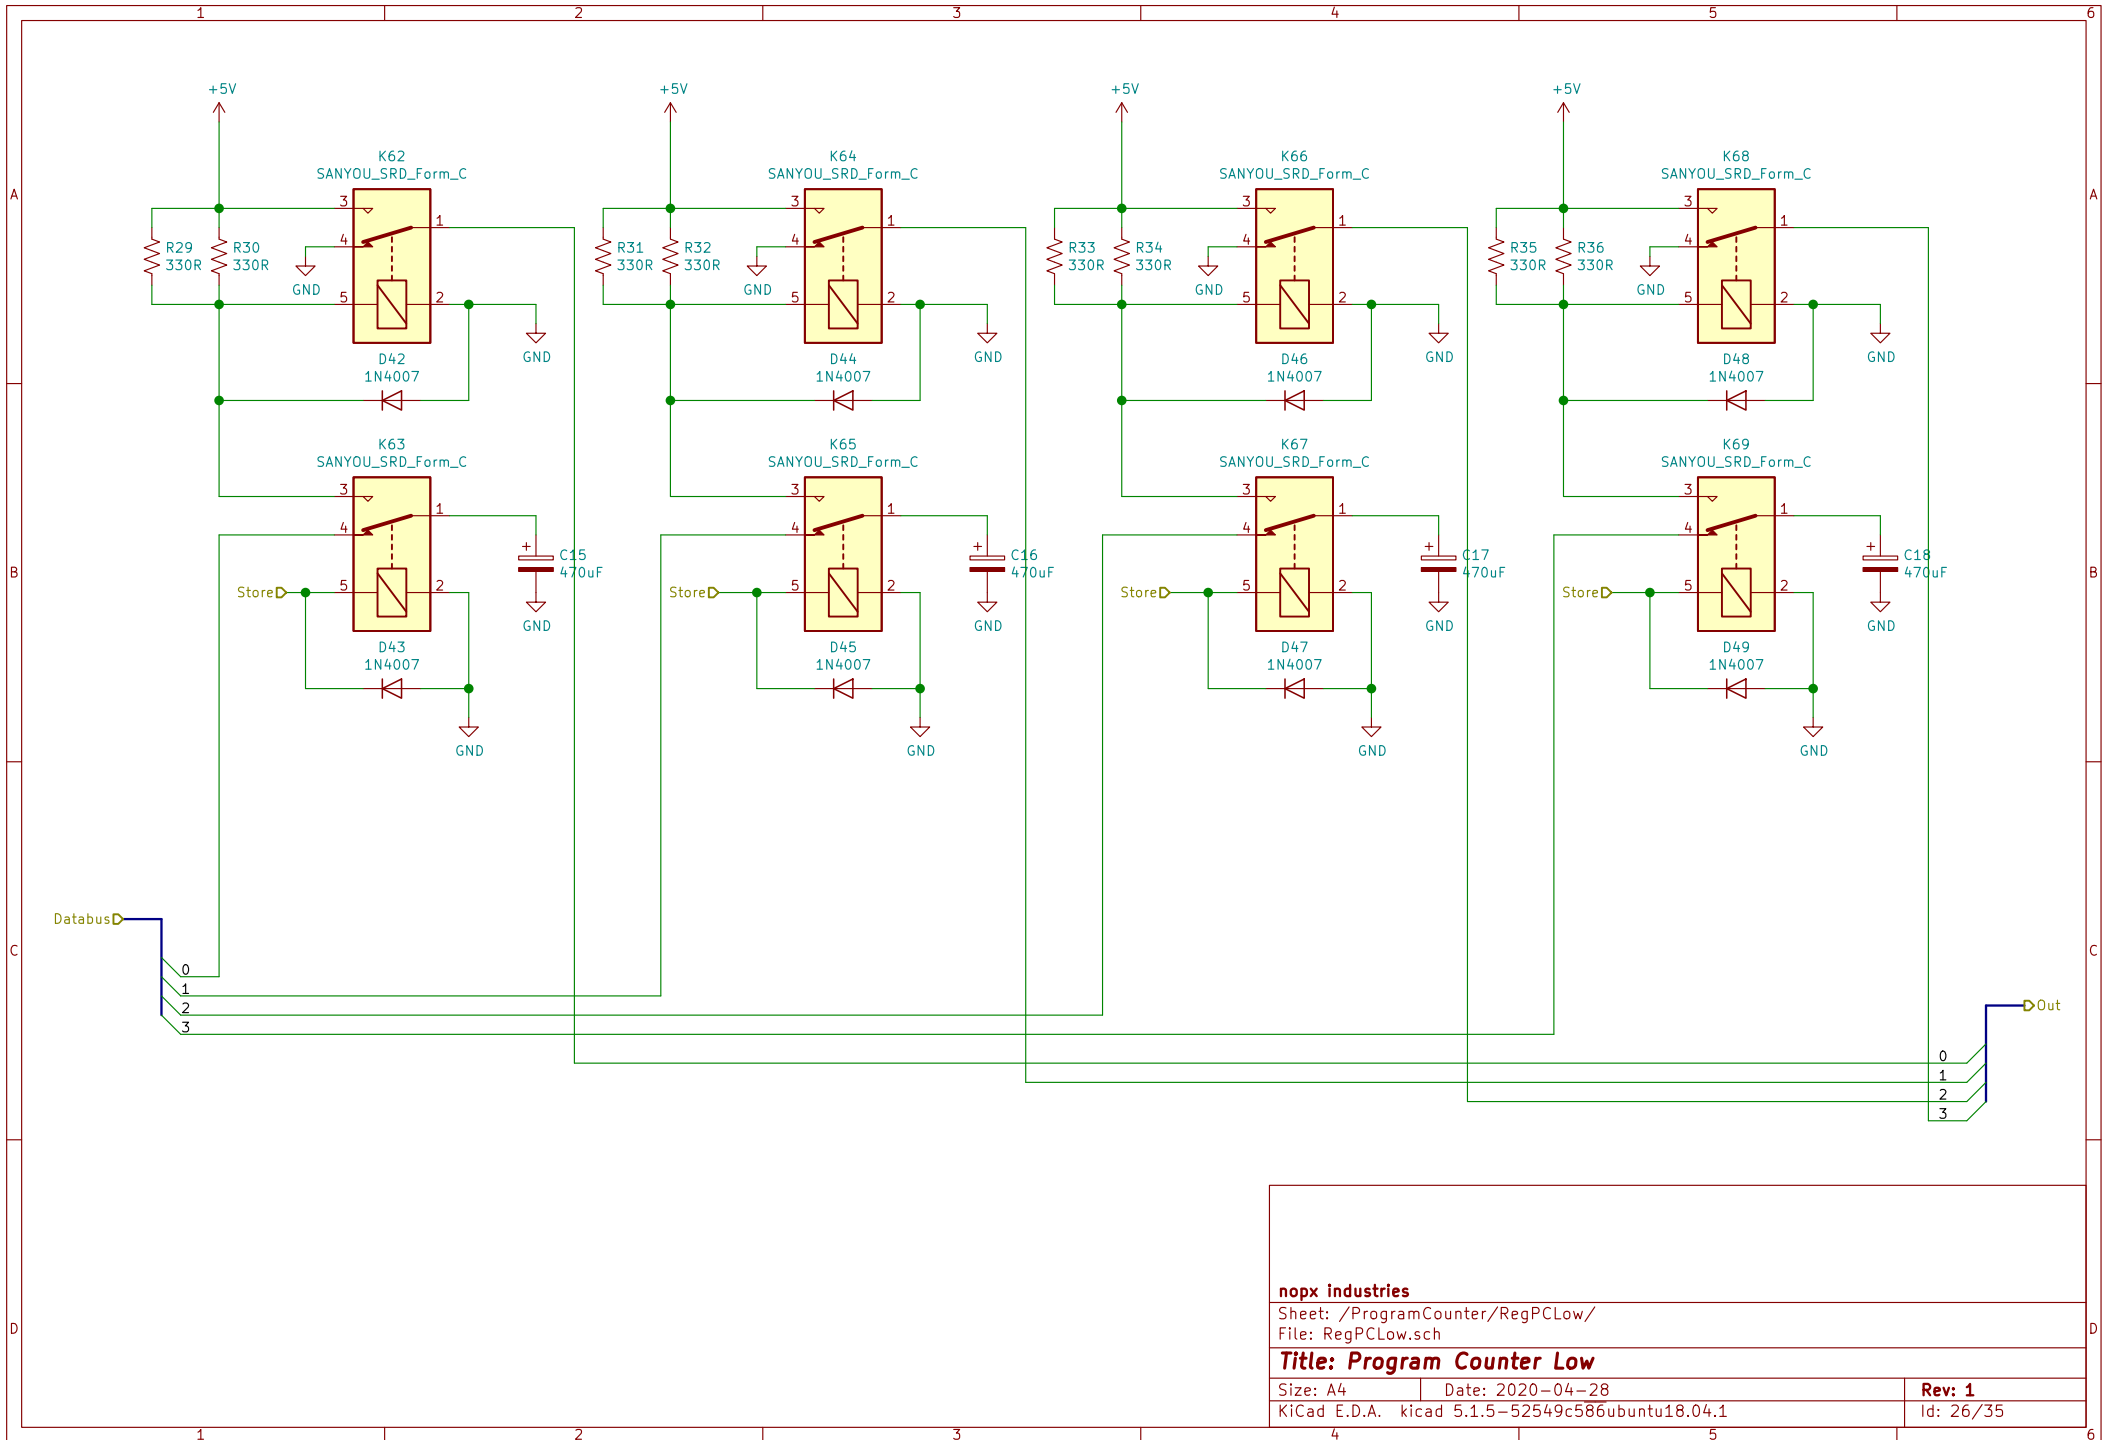 1 2 3 4 5 6
+5V +5V +5V +5V
K62 K64 K66 K68
SANYOU_SRD_Form_C SANYOU_SRD_Form_C SANYOU_SRD_Form_C SANYOU_SRD_Form_C
A A
3 3 3 3
1 1 1 1
4 4 4 4
R29 R30 R31 R32 R33 R34 R35 R36
330R 330R 330R 330R 330R 330R 330R 330R
GND GND GND GND
5 2 5 2 5 2 5 2
GND GND GND GND
D42 D44 D46 D48
1N4007 1N4007 1N4007 1N4007
K63 K65 K67 K69
SANYOU_SRD_Form_C SANYOU_SRD_Form_C SANYOU_SRD_Form_C SANYOU_SRD_Form_C
3 3 3 3
1 1 1 1
4 4 4 4
+ C15 + C16 + C17 + C18
B 470uF 470uF 470uF 470uF B
Store 5 2 Store 5 2 Store 5 2 Store 5 2
GND GND GND GND
D43 D45 D47 D49
1N4007 1N4007 1N4007 1N4007
GND GND GND GND
Databus
C C
0
1
2
3
Out
0
1
2
3
nopx industries
Sheet: /ProgramCounter/RegPCLow/
File: RegPCLow.sch
D D
Title: Program Counter Low
Size: A4 Date: 2020-04-28 Rev: 1
KiCad E.D.A. kicad 5.1.5-52549c586ubuntu18.04.1 Id: 26/35
1 2 3 4 5 6